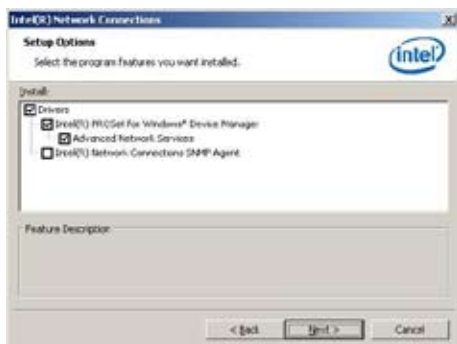 Intel(R) Network Connections
Setup Options
Select the program features you want installed.
intel
Install:
Drivers
Intel(R) PROSet for Windows* Device Manager
Advanced Network Services
Intel(R) Network Connections SNMP Agent
Feature Description
< Back
Next >
Cancel